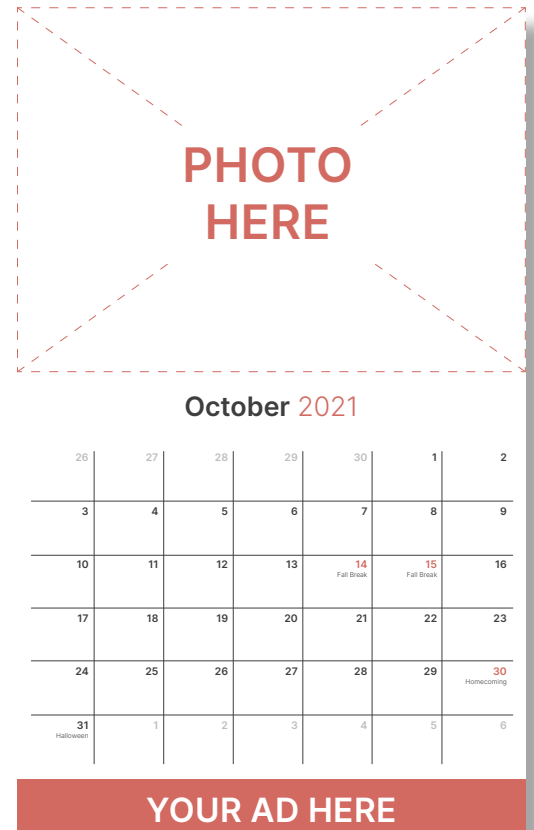 PHOTO
HERE
October 2021
26 27 28 29 30 1 2
3 4 5 6 7 8 9
10 11 12 13 14 15 16
Fall Break Fall Break
17 18 19 20 21 22 23
24 25 26 27 28 29 30
Homecoming
31 1 2 3 4 5 6
Halloween
YOUR AD HERE